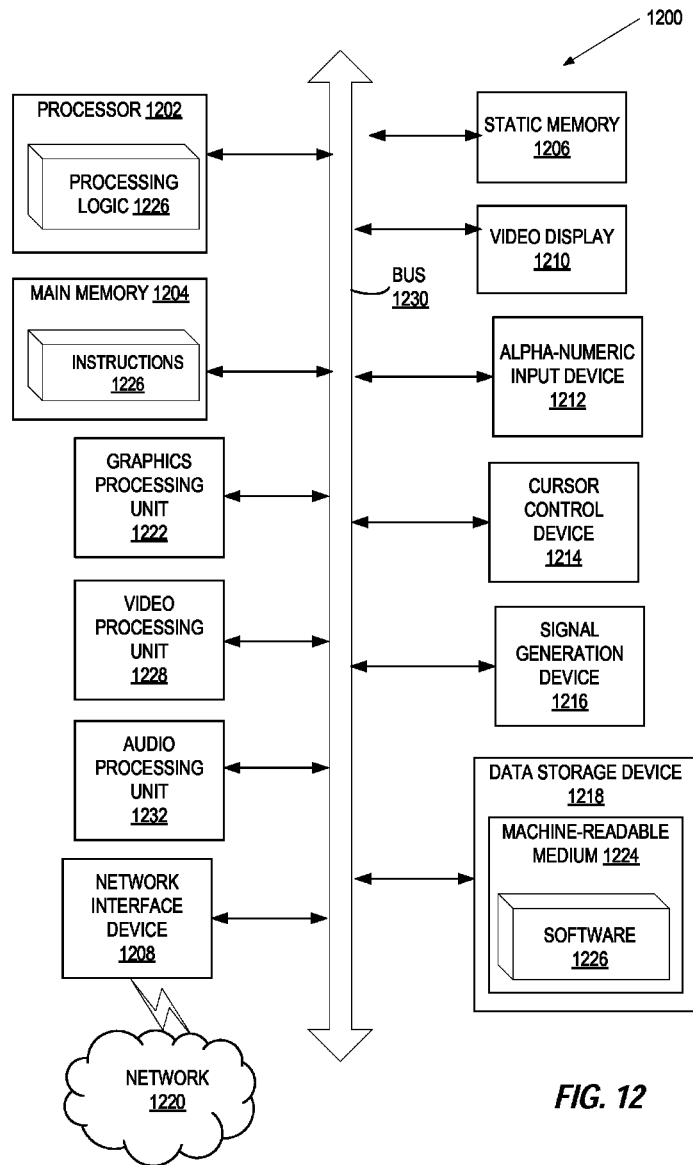 1200
PROCESSOR 1202
PROCESSING
LOGIC 1226
MAIN MEMORY 1204
INSTRUCTIONS
1226
GRAPHICS
PROCESSING
UNIT
1222
VIDEO
PROCESSING
UNIT
1228
AUDIO
PROCESSING
UNIT
1232
NETWORK
INTERFACE
DEVICE
1208
NETWORK
1220
BUS
1230
STATIC MEMORY
1206
VIDEO DISPLAY
1210
ALPHA-NUMERIC
INPUT DEVICE
1212
CURSOR
CONTROL
DEVICE
1214
SIGNAL
GENERATION
DEVICE
1216
DATA STORAGE DEVICE
1218
MACHINE-READABLE
MEDIUM 1224
SOFTWARE
1226
FIG. 12